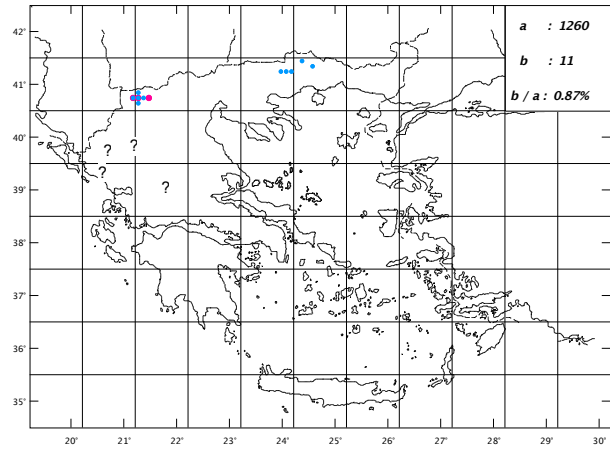 42'
a : 1260
b : 11
41'
b / a : 0.87%
40'
? ?
?
39'
?
38'
37'
36'
35'
20' 21' 22' 23' 24' 25' 26' 27' 28' 29' 30'